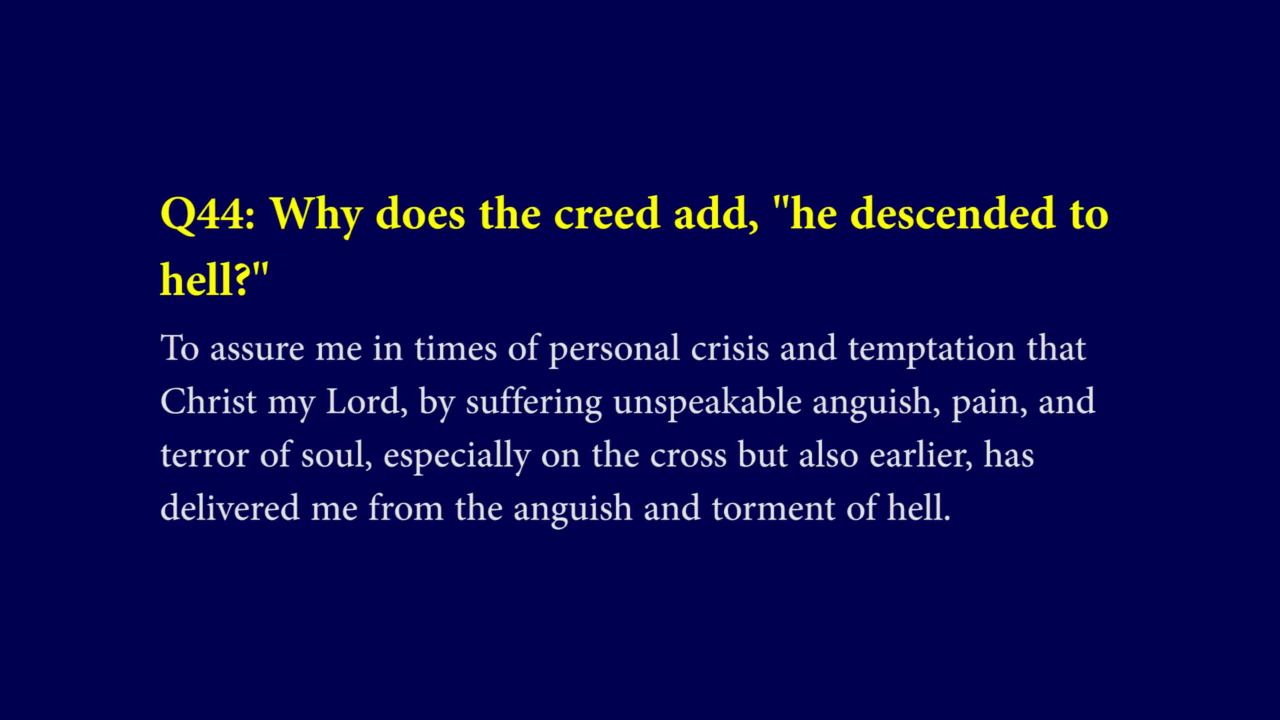 Q44: Why does the creed add, "he descended to
hell?"
To assure me in times of personal crisis and temptation that
Christ my Lord, by suffering unspeakable anguish, pain, and
terror of soul, especially on the cross but also earlier, has
delivered me from the anguish and torment of hell.